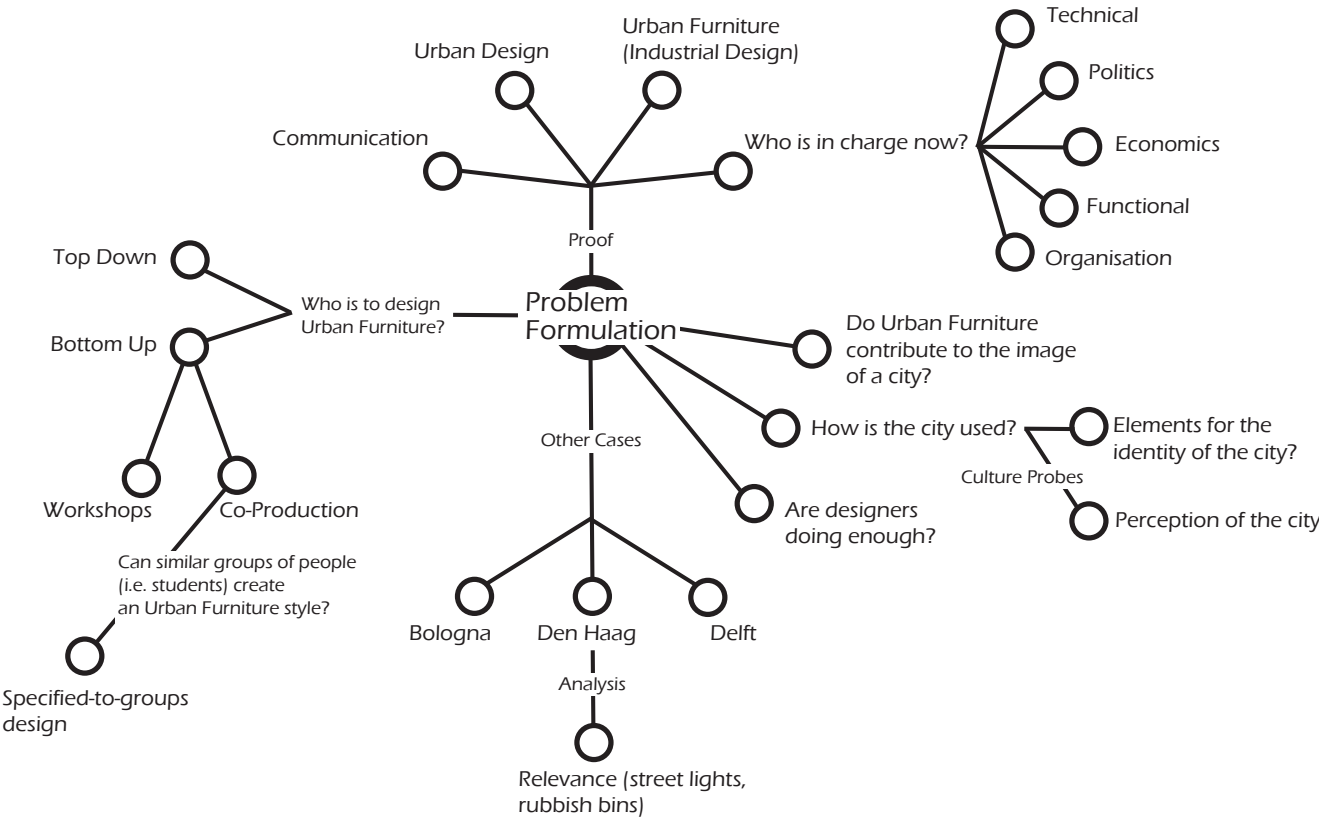 Technical
Urban Furniture
(Industrial Design)
Urban Design
Politics
Communication
Who is in charge now?
Economics
Functional
Proof
Organisation
Top Down
Who is to design
Urban Furniture?
Problem
Formulation
Bottom Up
Do Urban Furniture
contribute to the image
of a city?
How is the city used?
Elements for the
identity of the city?
Other Cases
Culture Probes
Workshops
Co-Production
Are designers
doing enough?
Perception of the city
Can similar groups of people
(i.e. students) create
an Urban Furniture style?
Bologna
Den Haag
Delft
Analysis
Specified-to-groups
design
Relevance (street lights,
rubbish bins)